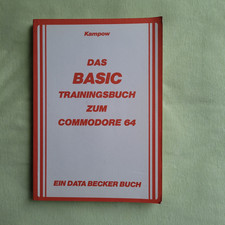 Kampow
DAS
BASIC
TRAININGSBUCH
ZUM
COMMODORE 64
EIN DATA BECKER BUCH